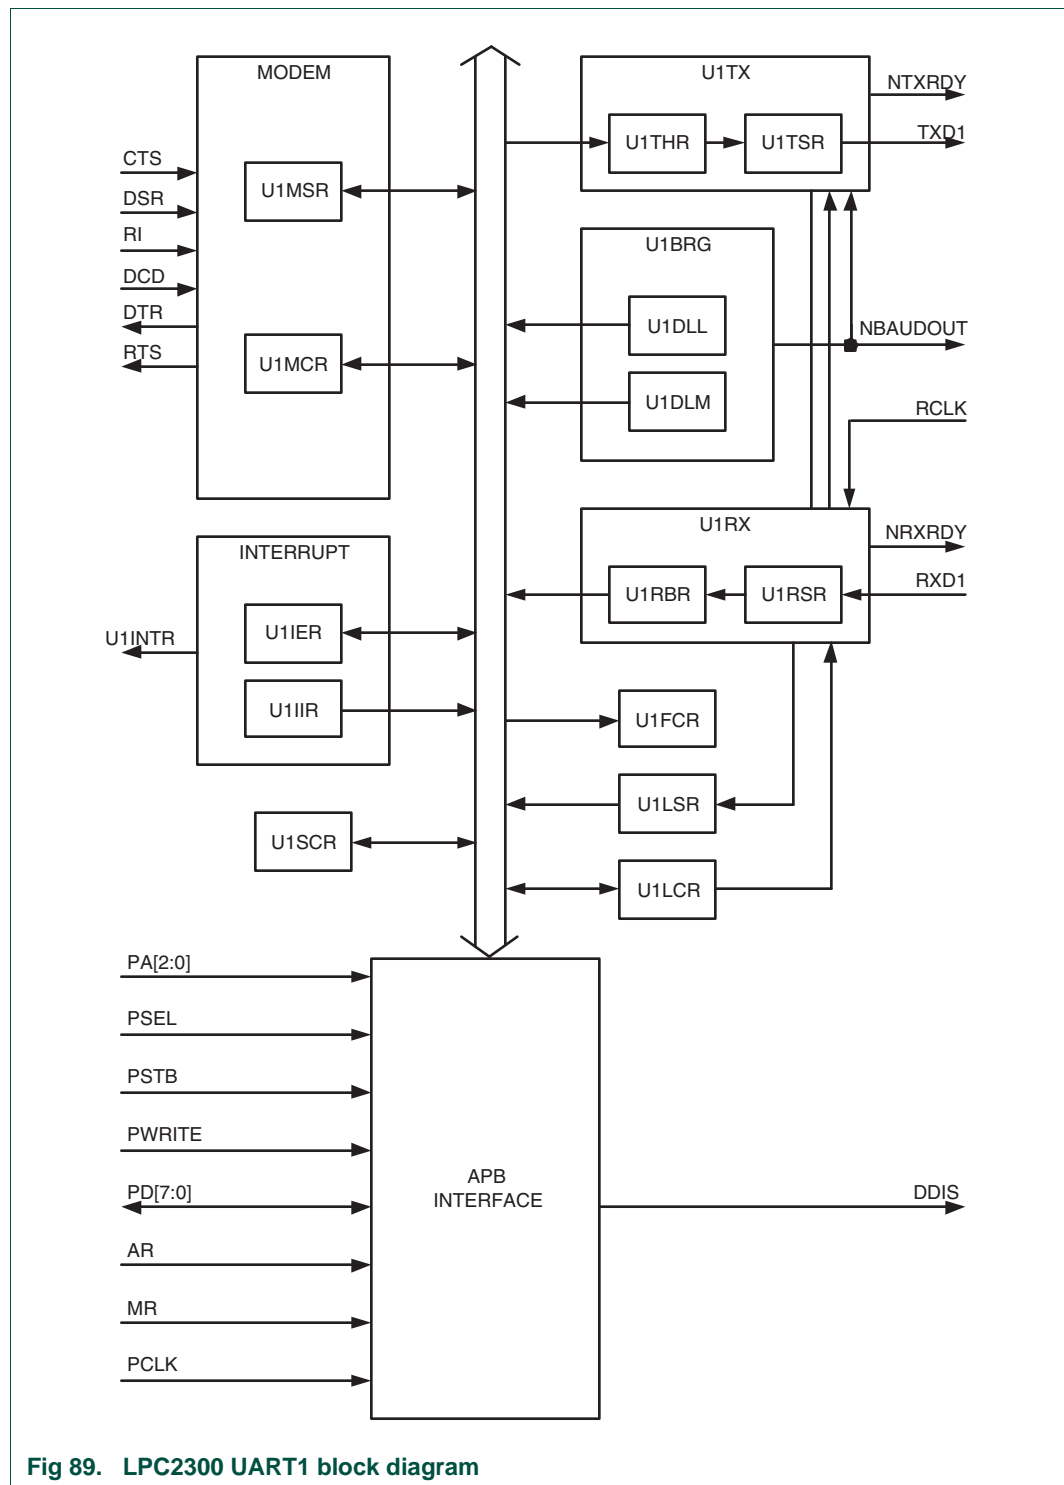 MODEM
CTS
DSR
RI
DCD
DTR
RTS
U1MSR
U1MCR
U1TX
U1THR
U1TSR
NTXRDY
TXD1
U1BRG
U1DLL
U1DLM
NBAUDOUT
RCLK
INTERRUPT
U1INTR
U1IER
U1IIR
U1SCR
U1RX
U1RBR
U1RSR
NRXRDY
RXD1
U1FCR
U1LSR
U1LCR
PA[2:0]
PSEL
PSTB
PWRITE
PD[7:0]
AR
MR
PCLK
APB
INTERFACE
DDIS
Fig 89. LPC2300 UART1 block diagram